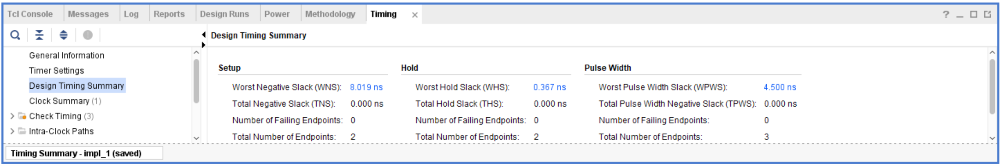 Tcl Console Messages Log Reports Design Runs Power Methodology Timing × ?
Design Timing Summary
General Information
Timer Settings
Design Timing Summary
Clock Summary (1)
Check Timing (3)
Intra-Clock Paths
Setup Hold Pulse Width
Worst Negative Slack (WNS): 8.019 ns Worst Hold Slack (WHS): 0.367 ns Worst Pulse Width Slack (WPWS): 4.500 ns
Total Negative Slack (TNS): 0.000 ns Total Hold Slack (THS): 0.000 ns Total Pulse Width Negative Slack (TPWS): 0.000 ns
Number of Failing Endpoints: 0 Number of Failing Endpoints: 0 Number of Failing Endpoints: 0
Total Number of Endpoints: 2 Total Number of Endpoints: 2 Total Number of Endpoints: 3
Timing Summary - impl_1 (saved)